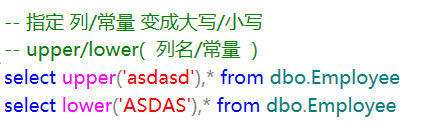 -- 指定 列/常量 变成大写/小写
-- upper/lower(  列名/常量  )
select upper('asdasd'),* from dbo.Employee
select lower('ASDAS'),* from dbo.Employee